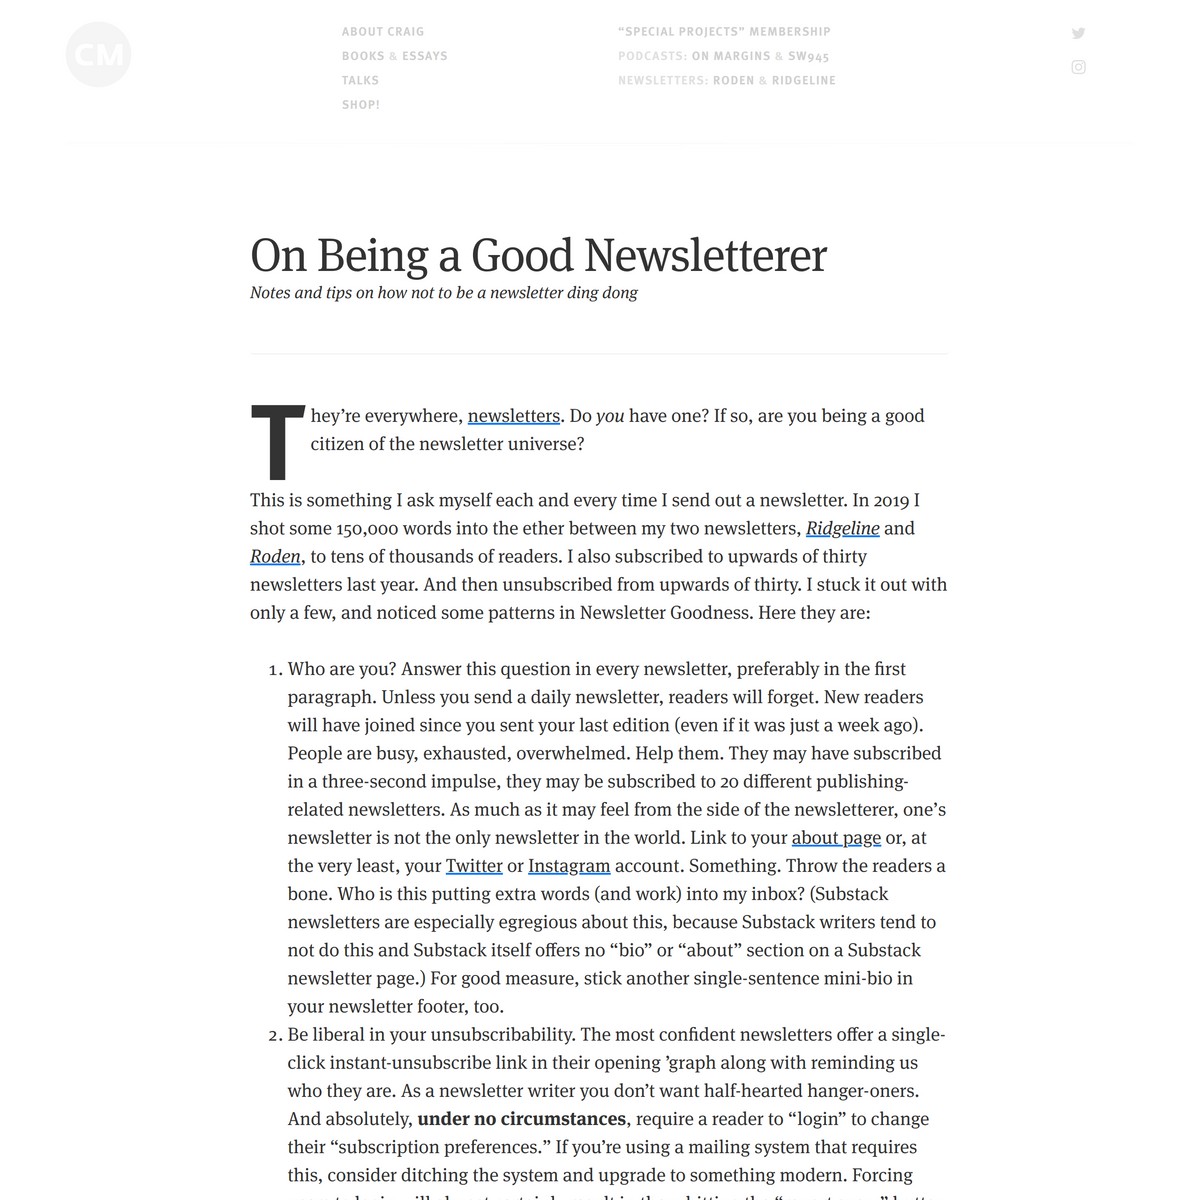 CM
ABOUT CRAIG
BOOKS & ESSAYS
TALKS
SHOP!
“SPECIAL PROJECTS” MEMBERSHIP
PODCASTS: ON MARGINS & SW945
NEWSLETTERS: RODEN & RIDGELINE
On Being a Good Newsletterer
Notes and tips on how not to be a newsletter ding dong
They’re everywhere, newsletters. Do you have one? If so, are you being a good
citizen of the newsletter universe?
This is something I ask myself each and every time I send out a newsletter. In 2019 I
shot some 150,000 words into the ether between my two newsletters, Ridgeline and
Roden, to tens of thousands of readers. I also subscribed to upwards of thirty
newsletters last year. And then unsubscribed from upwards of thirty. I stuck it out with
only a few, and noticed some patterns in Newsletter Goodness. Here they are:
1. Who are you? Answer this question in every newsletter, preferably in the first
paragraph. Unless you send a daily newsletter, readers will forget. New readers
will have joined since you sent your last edition (even if it was just a week ago).
People are busy, exhausted, overwhelmed. Help them. They may have subscribed
in a three-second impulse, they may be subscribed to 20 different publishing-
related newsletters. As much as it may feel from the side of the newsletterer, one’s
newsletter is not the only newsletter in the world. Link to your about page or, at
the very least, your Twitter or Instagram account. Something. Throw the readers a
bone. Who is this putting extra words (and work) into my inbox? (Substack
newsletters are especially egregious about this, because Substack writers tend to
not do this and Substack itself offers no “bio” or “about” section on a Substack
newsletter page.) For good measure, stick another single-sentence mini-bio in
your newsletter footer, too.
2. Be liberal in your unsubscribability. The most confident newsletters offer a single-
click instant-unsubscribe link in their opening ’graph along with reminding us
who they are. As a newsletter writer you don’t want half-hearted hanger-oners.
And absolutely, under no circumstances, require a reader to “login” to change
their “subscription preferences.” If you’re using a mailing system that requires
this, consider ditching the system and upgrade to something modern. Forcing